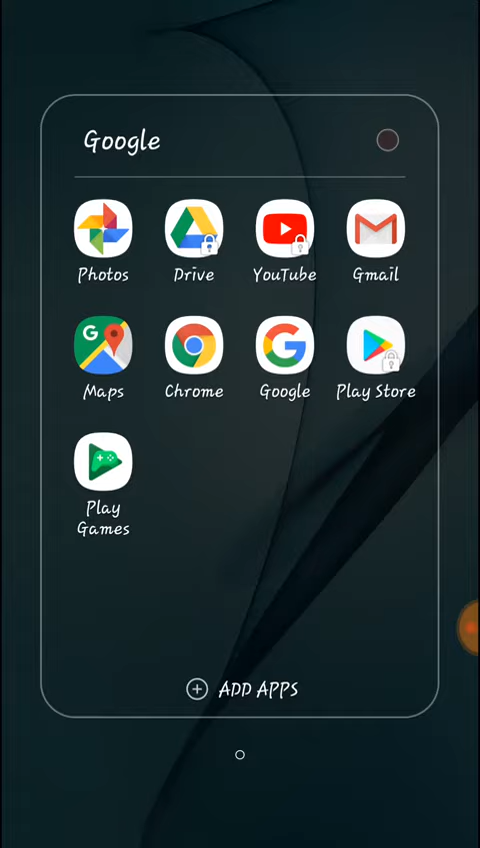 Google
Photos
Drive
YouTube
Gmail
G
Maps
Chrome
Google
Play Store
Play
Games
ADD APPS